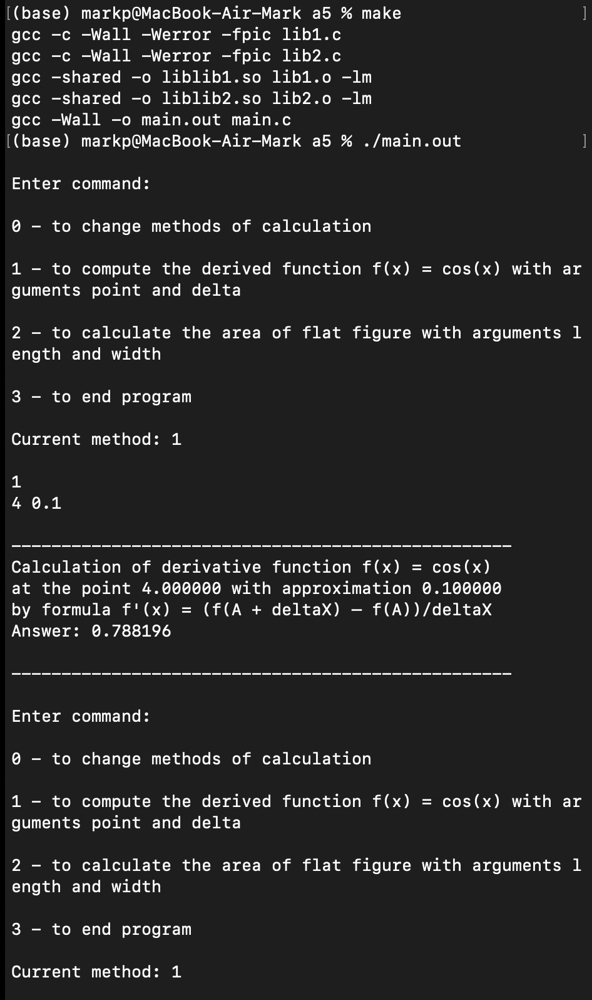 [(base) markp@MacBook-Air-Mark a5 % make ]
gcc -c -Wall -Werror -fpic lib1.c
gcc -c -Wall -Werror -fpic lib2.c
gcc -shared -o liblib1.so lib1.o -lm
gcc -shared -o liblib2.so lib2.o -lm
gcc -Wall -o main.out main.c
[(base) markp@MacBook-Air-Mark a5 % ./main.out ]
Enter command:
0 - to change methods of calculation
1 - to compute the derived function f(x) = cos(x) with ar
guments point and delta
2 - to calculate the area of flat figure with arguments l
ength and width
3 - to end program
Current method: 1
1
4 0.1
--------------------------------------------------
Calculation of derivative function f(x) = cos(x)
at the point 4.000000 with approximation 0.100000
by formula f'(x) = (f(A + deltaX) – f(A))/deltaX
Answer: 0.788196
--------------------------------------------------
Enter command:
0 - to change methods of calculation
1 - to compute the derived function f(x) = cos(x) with ar
guments point and delta
2 - to calculate the area of flat figure with arguments l
ength and width
3 - to end program
Current method: 1